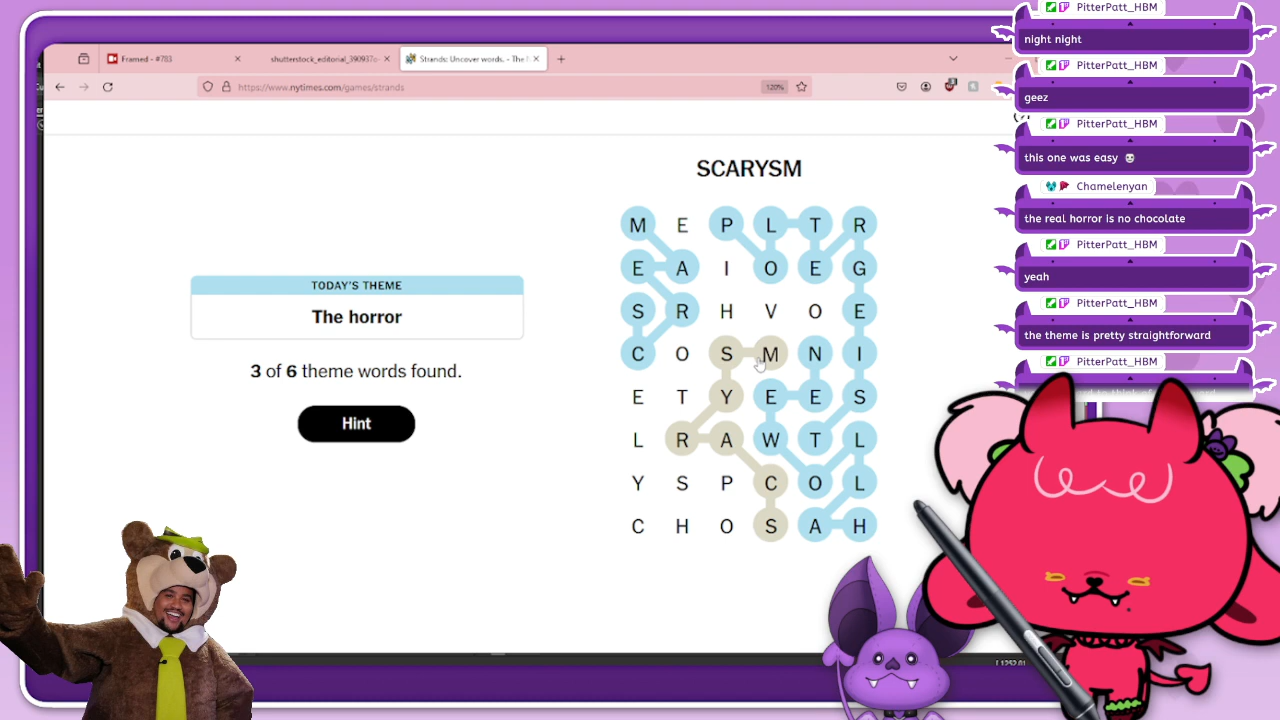 Framed - #783
shutterstock_editorial_390937o
Strands: Uncover words. - The N
https://www.nytimes.com/games/strands
120%
TODAY'S THEME
The horror
3 of 6 theme words found.
Hint
SCARYSM
M E P L T R
E A I O E G
S R H V O E
C O S M N I
E T Y E E S
L R A W T L
Y S P C O L
C H O S A H
PitterPatt_HBM
night night
PitterPatt_HBM
geez
PitterPatt_HBM
this one was easy
Chamelenyan
the real horror is no chocolate
PitterPatt_HBM
yeah
PitterPatt_HBM
the theme is pretty straightforward
PitterPatt_HBM